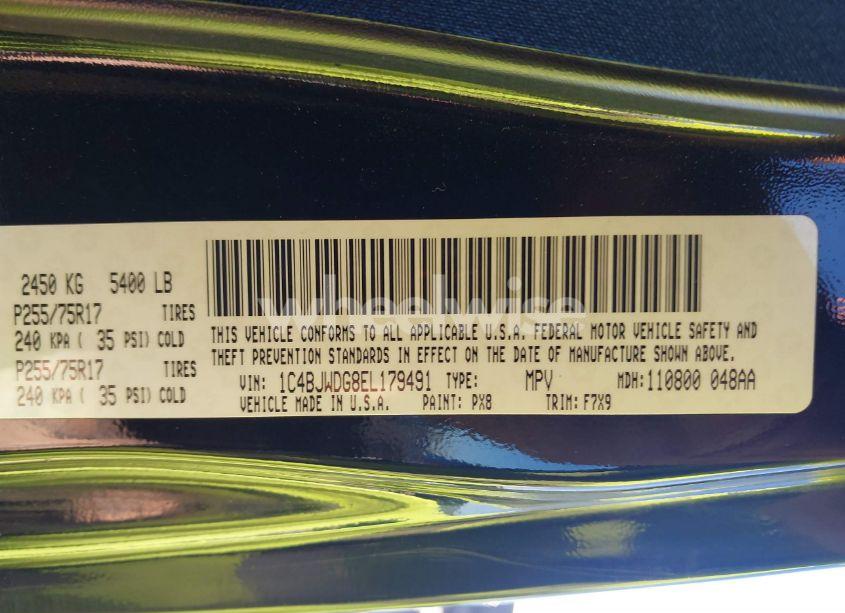 2450 KG 5400 LB
P255/75R17 TIRES
240 KPA ( 35 PSI) COLD
P255/75R17 TIRES
240 KPA ( 35 PSI) COLD
wheelwise
THIS VEHICLE CONFORMS TO ALL APPLICABLE U.S.A. FEDERAL MOTOR VEHICLE SAFETY AND
THEFT PREVENTION STANDARDS IN EFFECT ON THE DATE OF MANUFACTURE SHOWN ABOVE.
VIN: 1C4BJWDG8EL179491 TYPE: MPV MDH: 110800 048AA
VEHICLE MADE IN U.S.A. PAINT: PX8 TRIM: F7X9